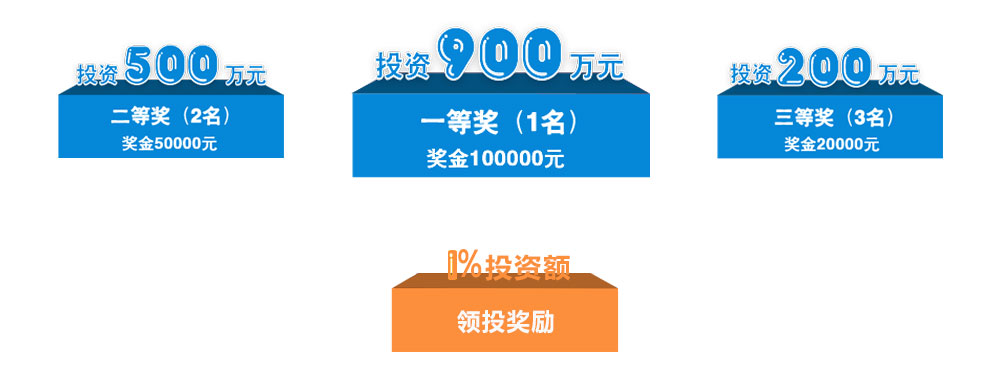 投资500万元
二等奖（2名）
奖金50000元
投资900万元
一等奖（1名）
奖金100000元
投资200万元
三等奖（3名）
奖金20000元
1%投资额
领投奖励